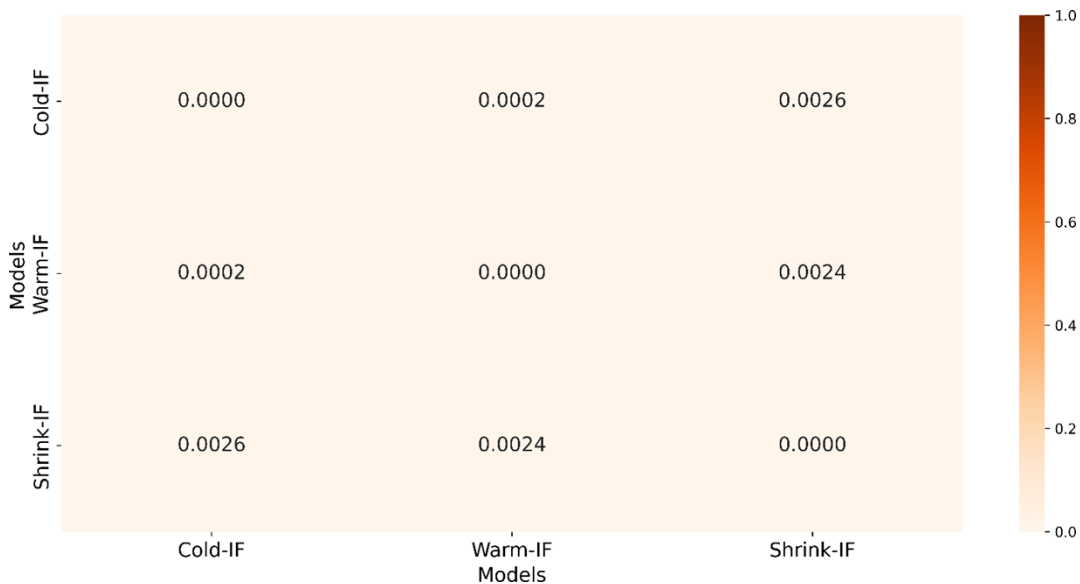 1.0
Cold-IF 0.0000 0.0002 0.0026
0.8
0.6
Models
Warm-IF 0.0002 0.0000 0.0024
0.4
0.2
Shrink-IF 0.0026 0.0024 0.0000
0.0
Cold-IF Warm-IF Shrink-IF
Models